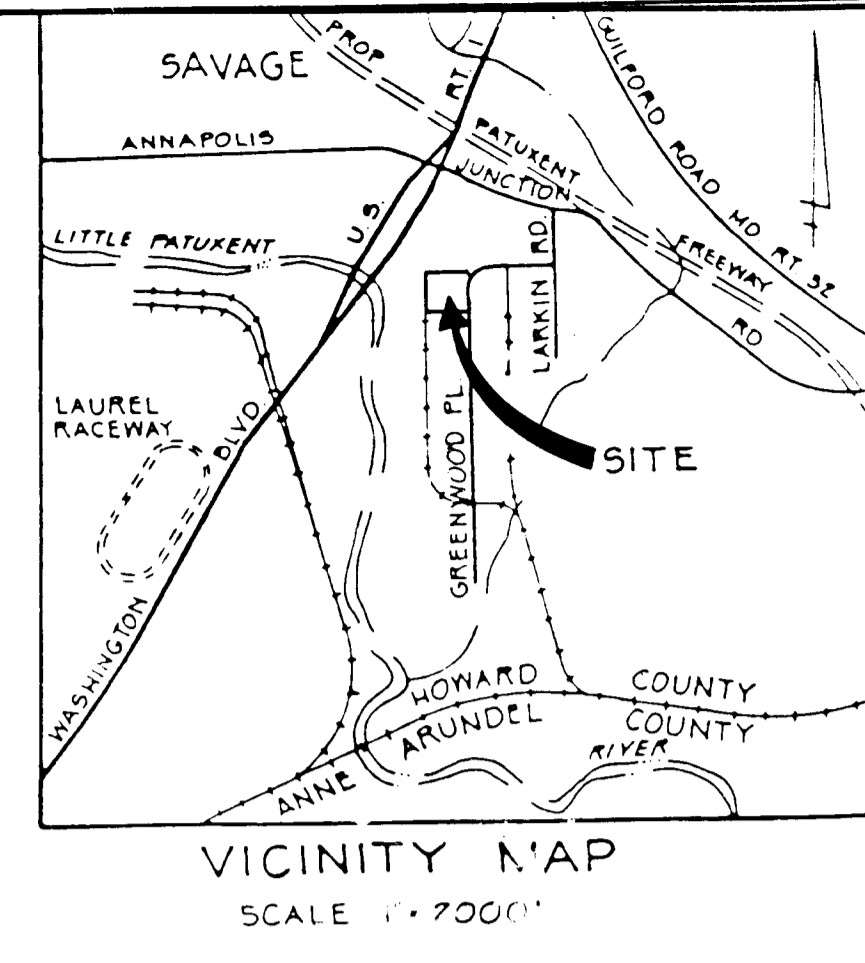 SAVAGE
PROP
PATUXENT
FREEWAY
RT. 1
U.S.
GUILFORD ROAD MD. RT 32
ANNAPOLIS
JUNCTION
RD
LITTLE PATUXENT
RIVER
LARKIN RD.
GREENWOOD PL.
LAUREL
RACEWAY
WASHINGTON BLVD.
SITE
HOWARD COUNTY
ANNE ARUNDEL COUNTY
VICINITY MAP
SCALE